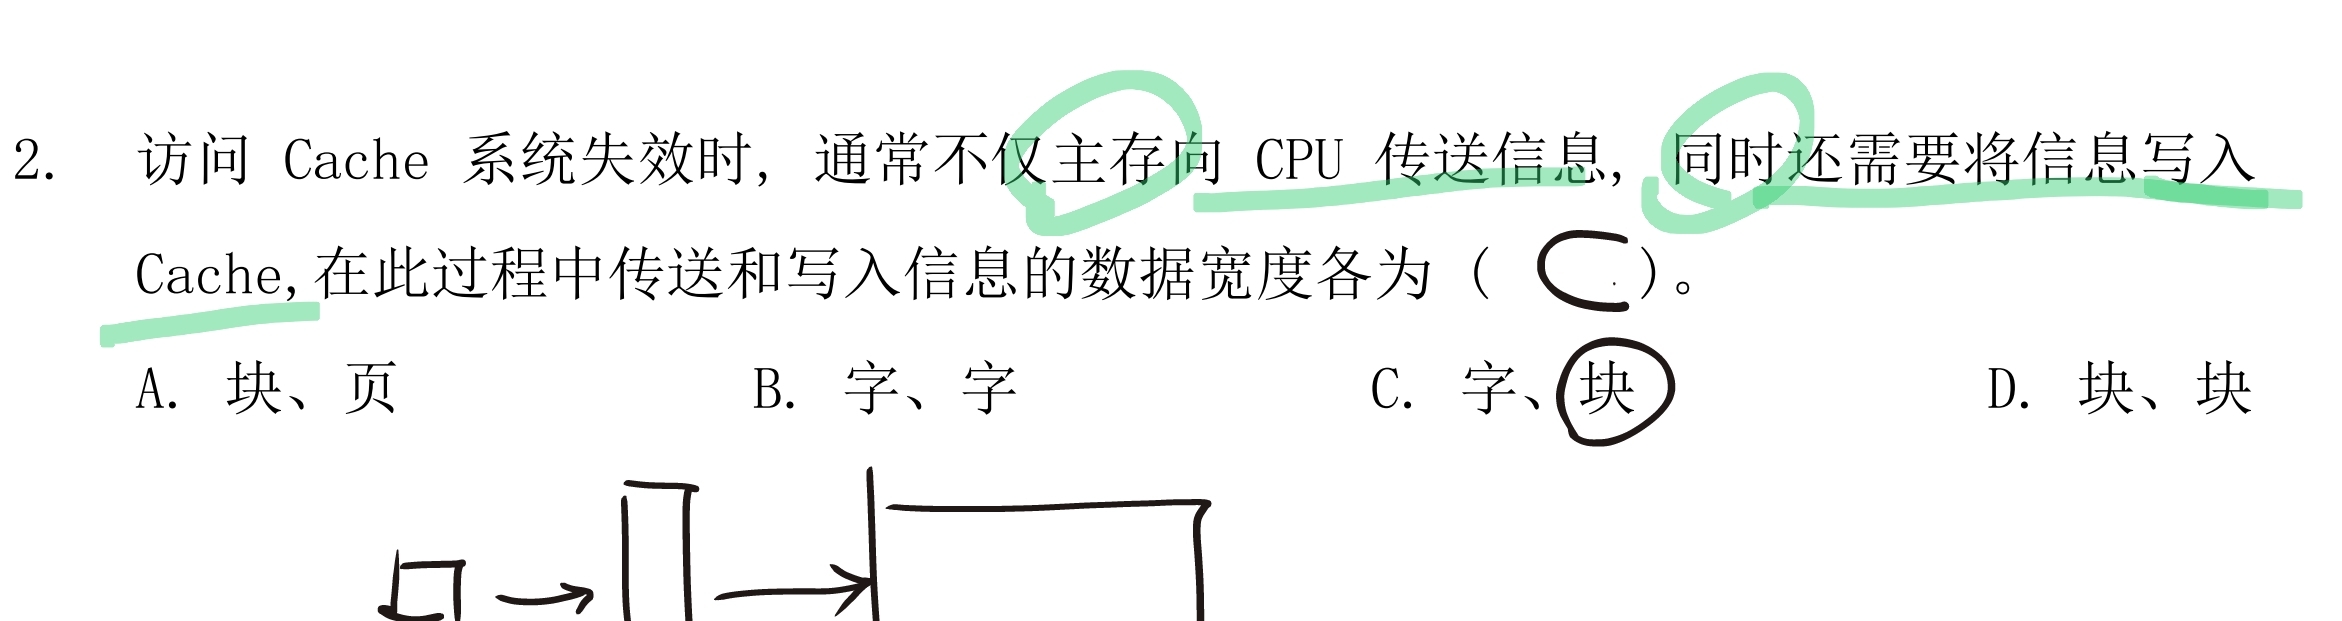 2. 访问 Cache 系统失效时, 通常不仅主存向 CPU 传送信息, 同时还需要将信息写入
Cache, 在此过程中传送和写入信息的数据宽度各为 ( C )。
A. 块、页 B. 字、字 C. 字、块 D. 块、块